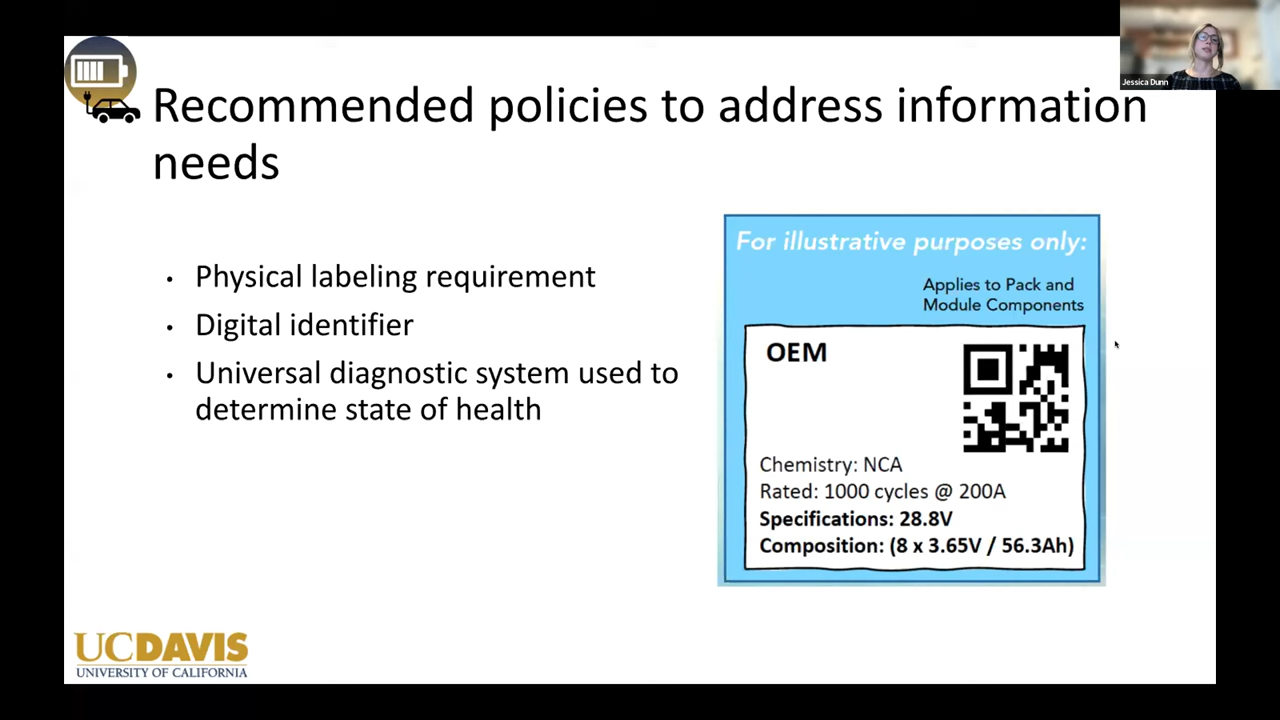 Jessica Dunn
Recommended policies to address information
needs
• Physical labeling requirement
• Digital identifier
• Universal diagnostic system used to
determine state of health
For illustrative purposes only:
Applies to Pack and
Module Components
OEM
Chemistry: NCA
Rated: 1000 cycles @ 200A
Specifications: 28.8V
Composition: (8 x 3.65V / 56.3Ah)
UCDAVIS
UNIVERSITY OF CALIFORNIA